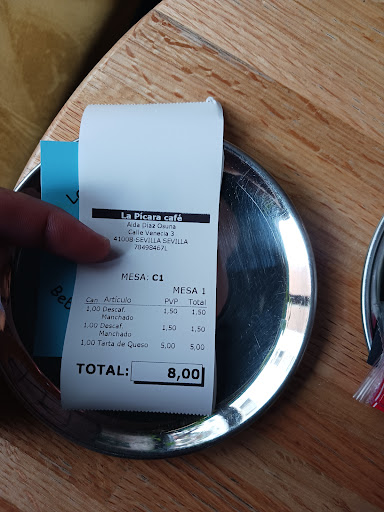 La Pícara café
Aida Díaz Osuna
Calle Venecia 3
41008-SEVILLA SEVILLA
MESA: C1
MESA 1
Can Artículo PVP Total
1,00 Descaf. Manchado 1,50 1,50
1,00 Descaf. Manchado 1,50 1,50
1,00 Tarta de Queso 5,00 5,00
TOTAL: 8,00